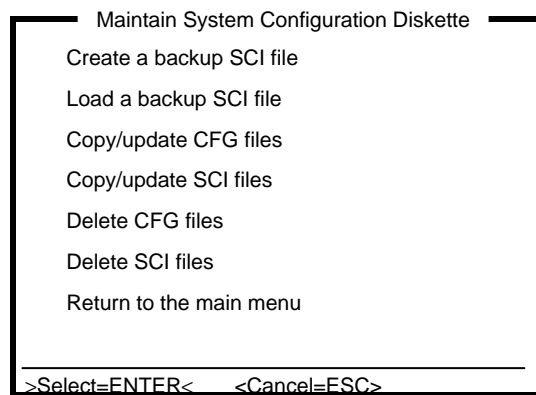 Maintain System Configuration Diskette
Create a backup SCI file
Load a backup SCI file
Copy/update CFG files
Copy/update SCI files
Delete CFG files
Delete SCI files
Return to the main menu
>Select=ENTER< <Cancel=ESC>